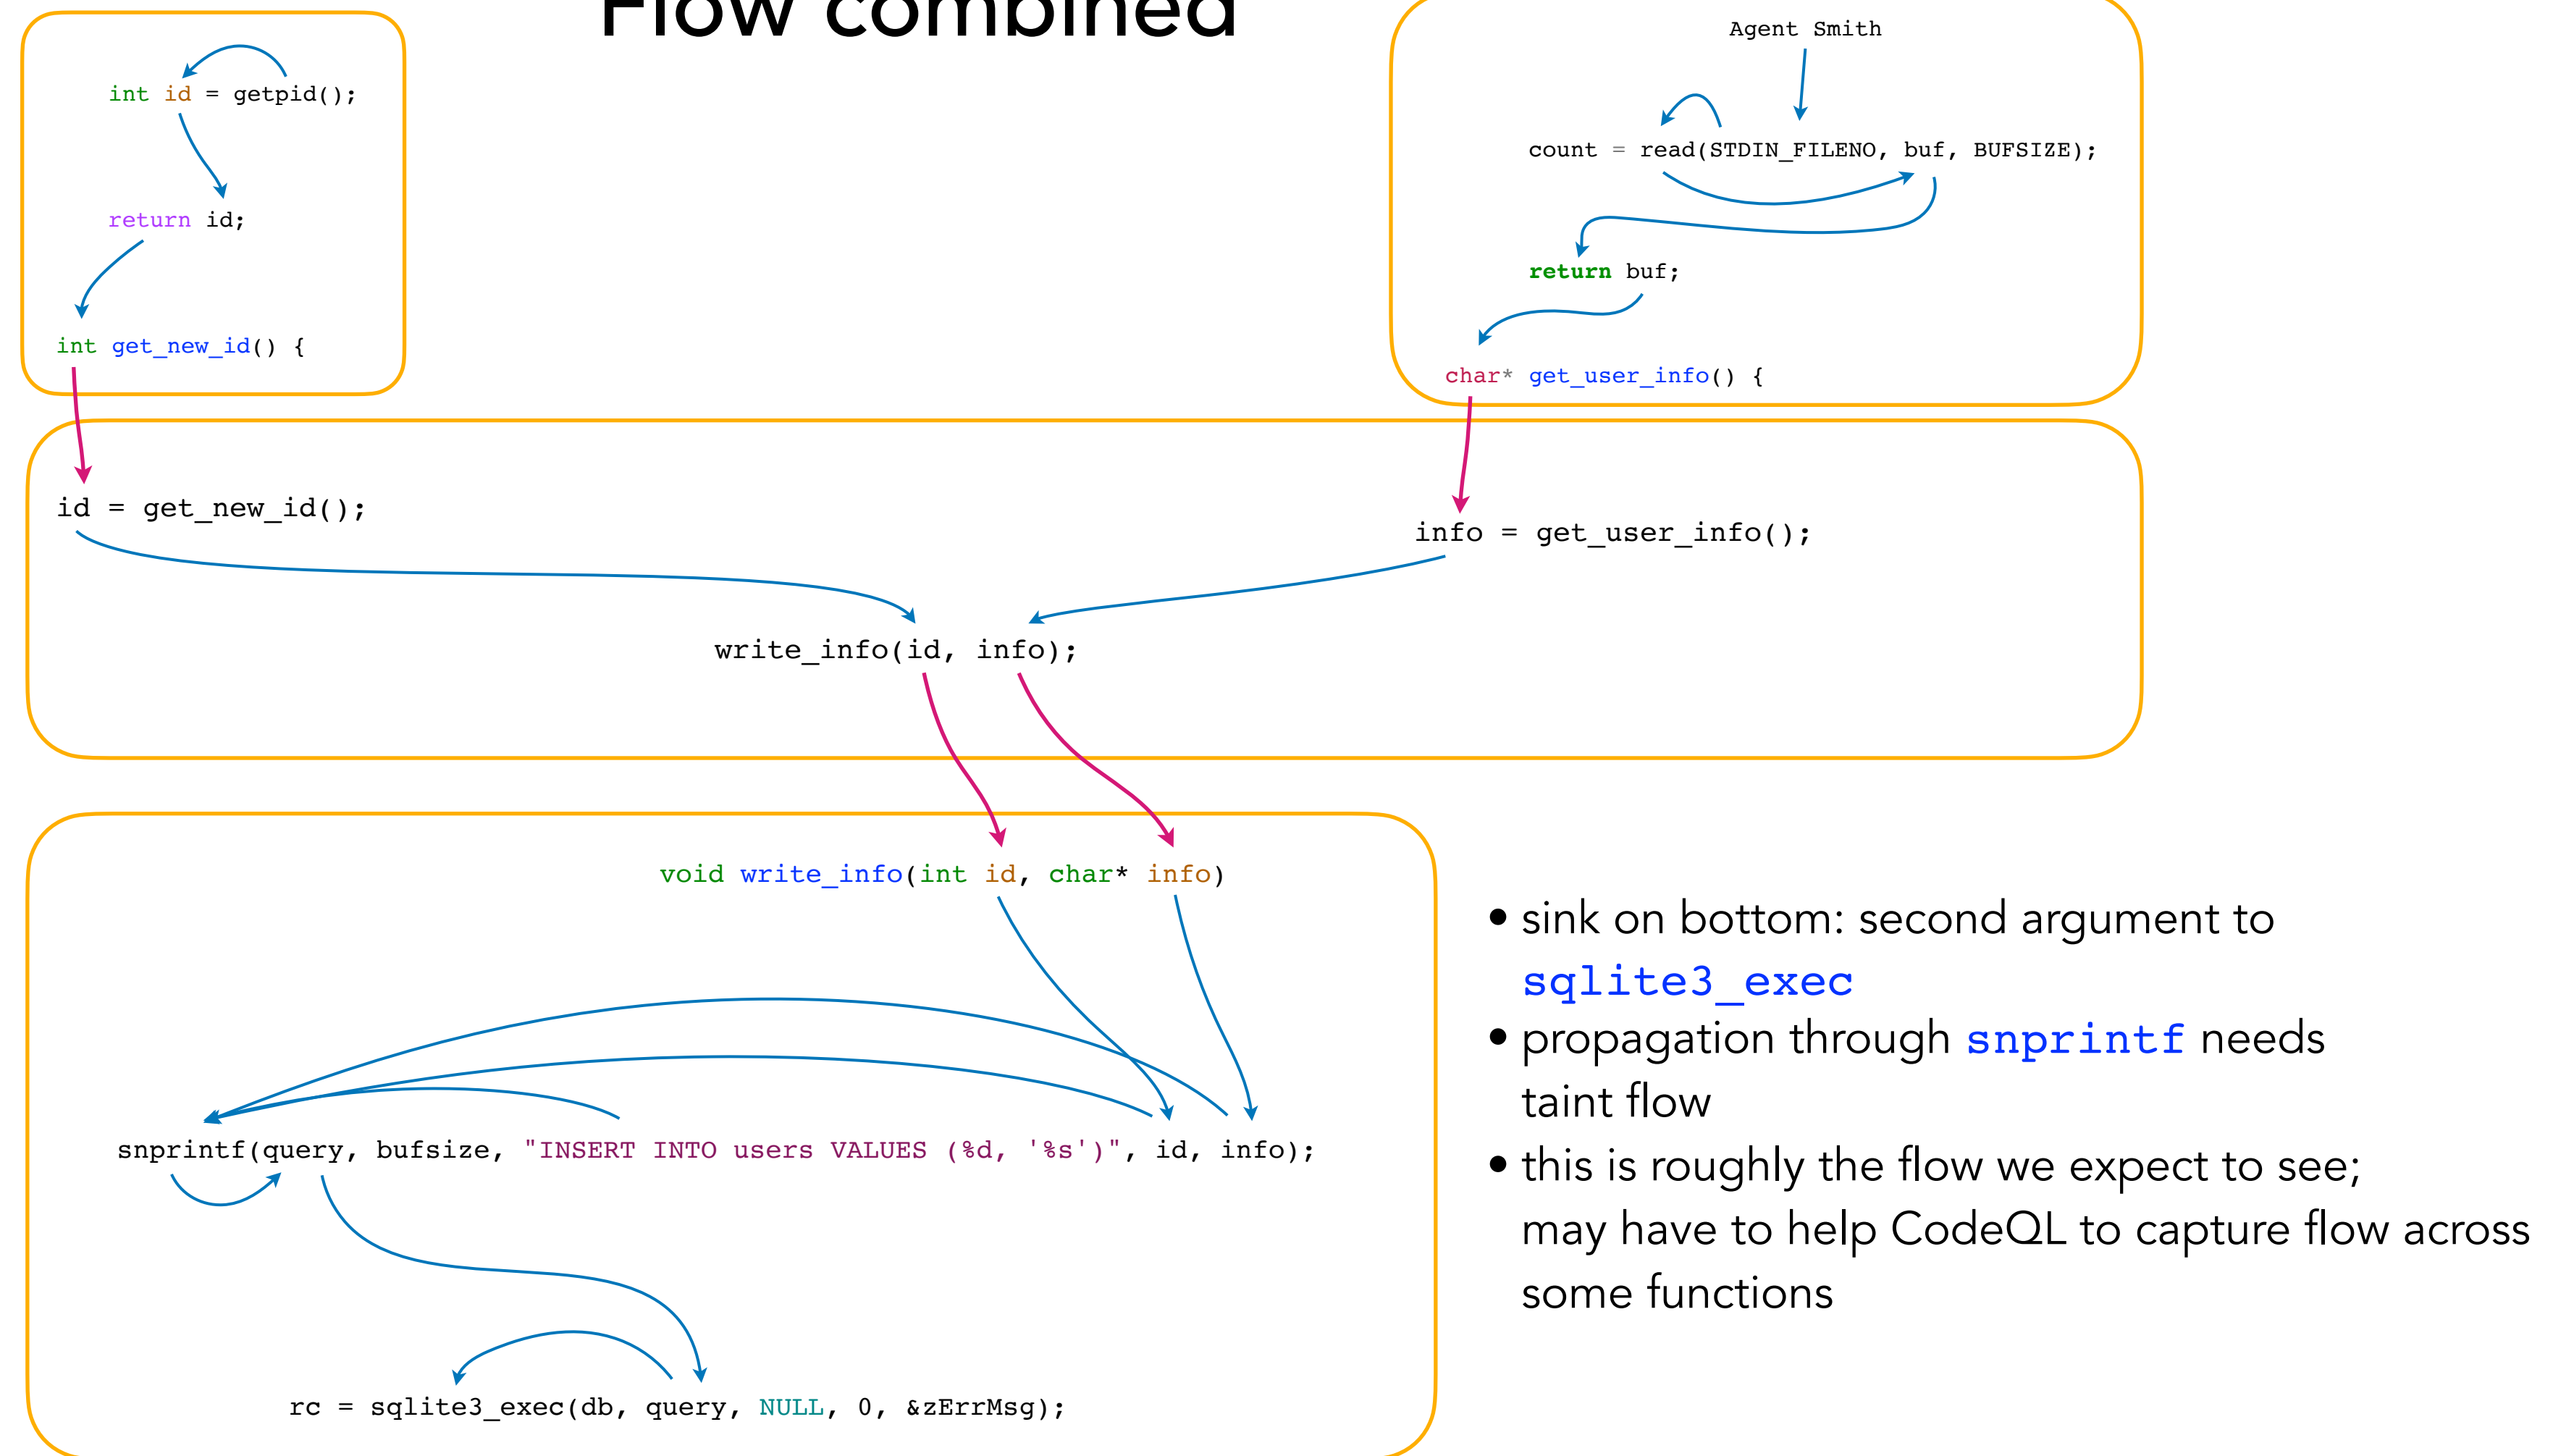 Flow combined
int id = getpid();
return id;
int get_new_id() {
Agent Smith
count = read(STDIN_FILENO, buf, BUFSIZE);
return buf;
char* get_user_info() {
id = get_new_id();
info = get_user_info();
write_info(id, info);
void write_info(int id, char* info)
snprintf(query, bufsize, "INSERT INTO users VALUES (%d, '%s')", id, info);
rc = sqlite3_exec(db, query, NULL, 0, &zErrMsg);
• sink on bottom: second argument to
sqlite3_exec
• propagation through snprintf needs
taint flow
• this is roughly the flow we expect to see;
may have to help CodeQL to capture flow across
some functions